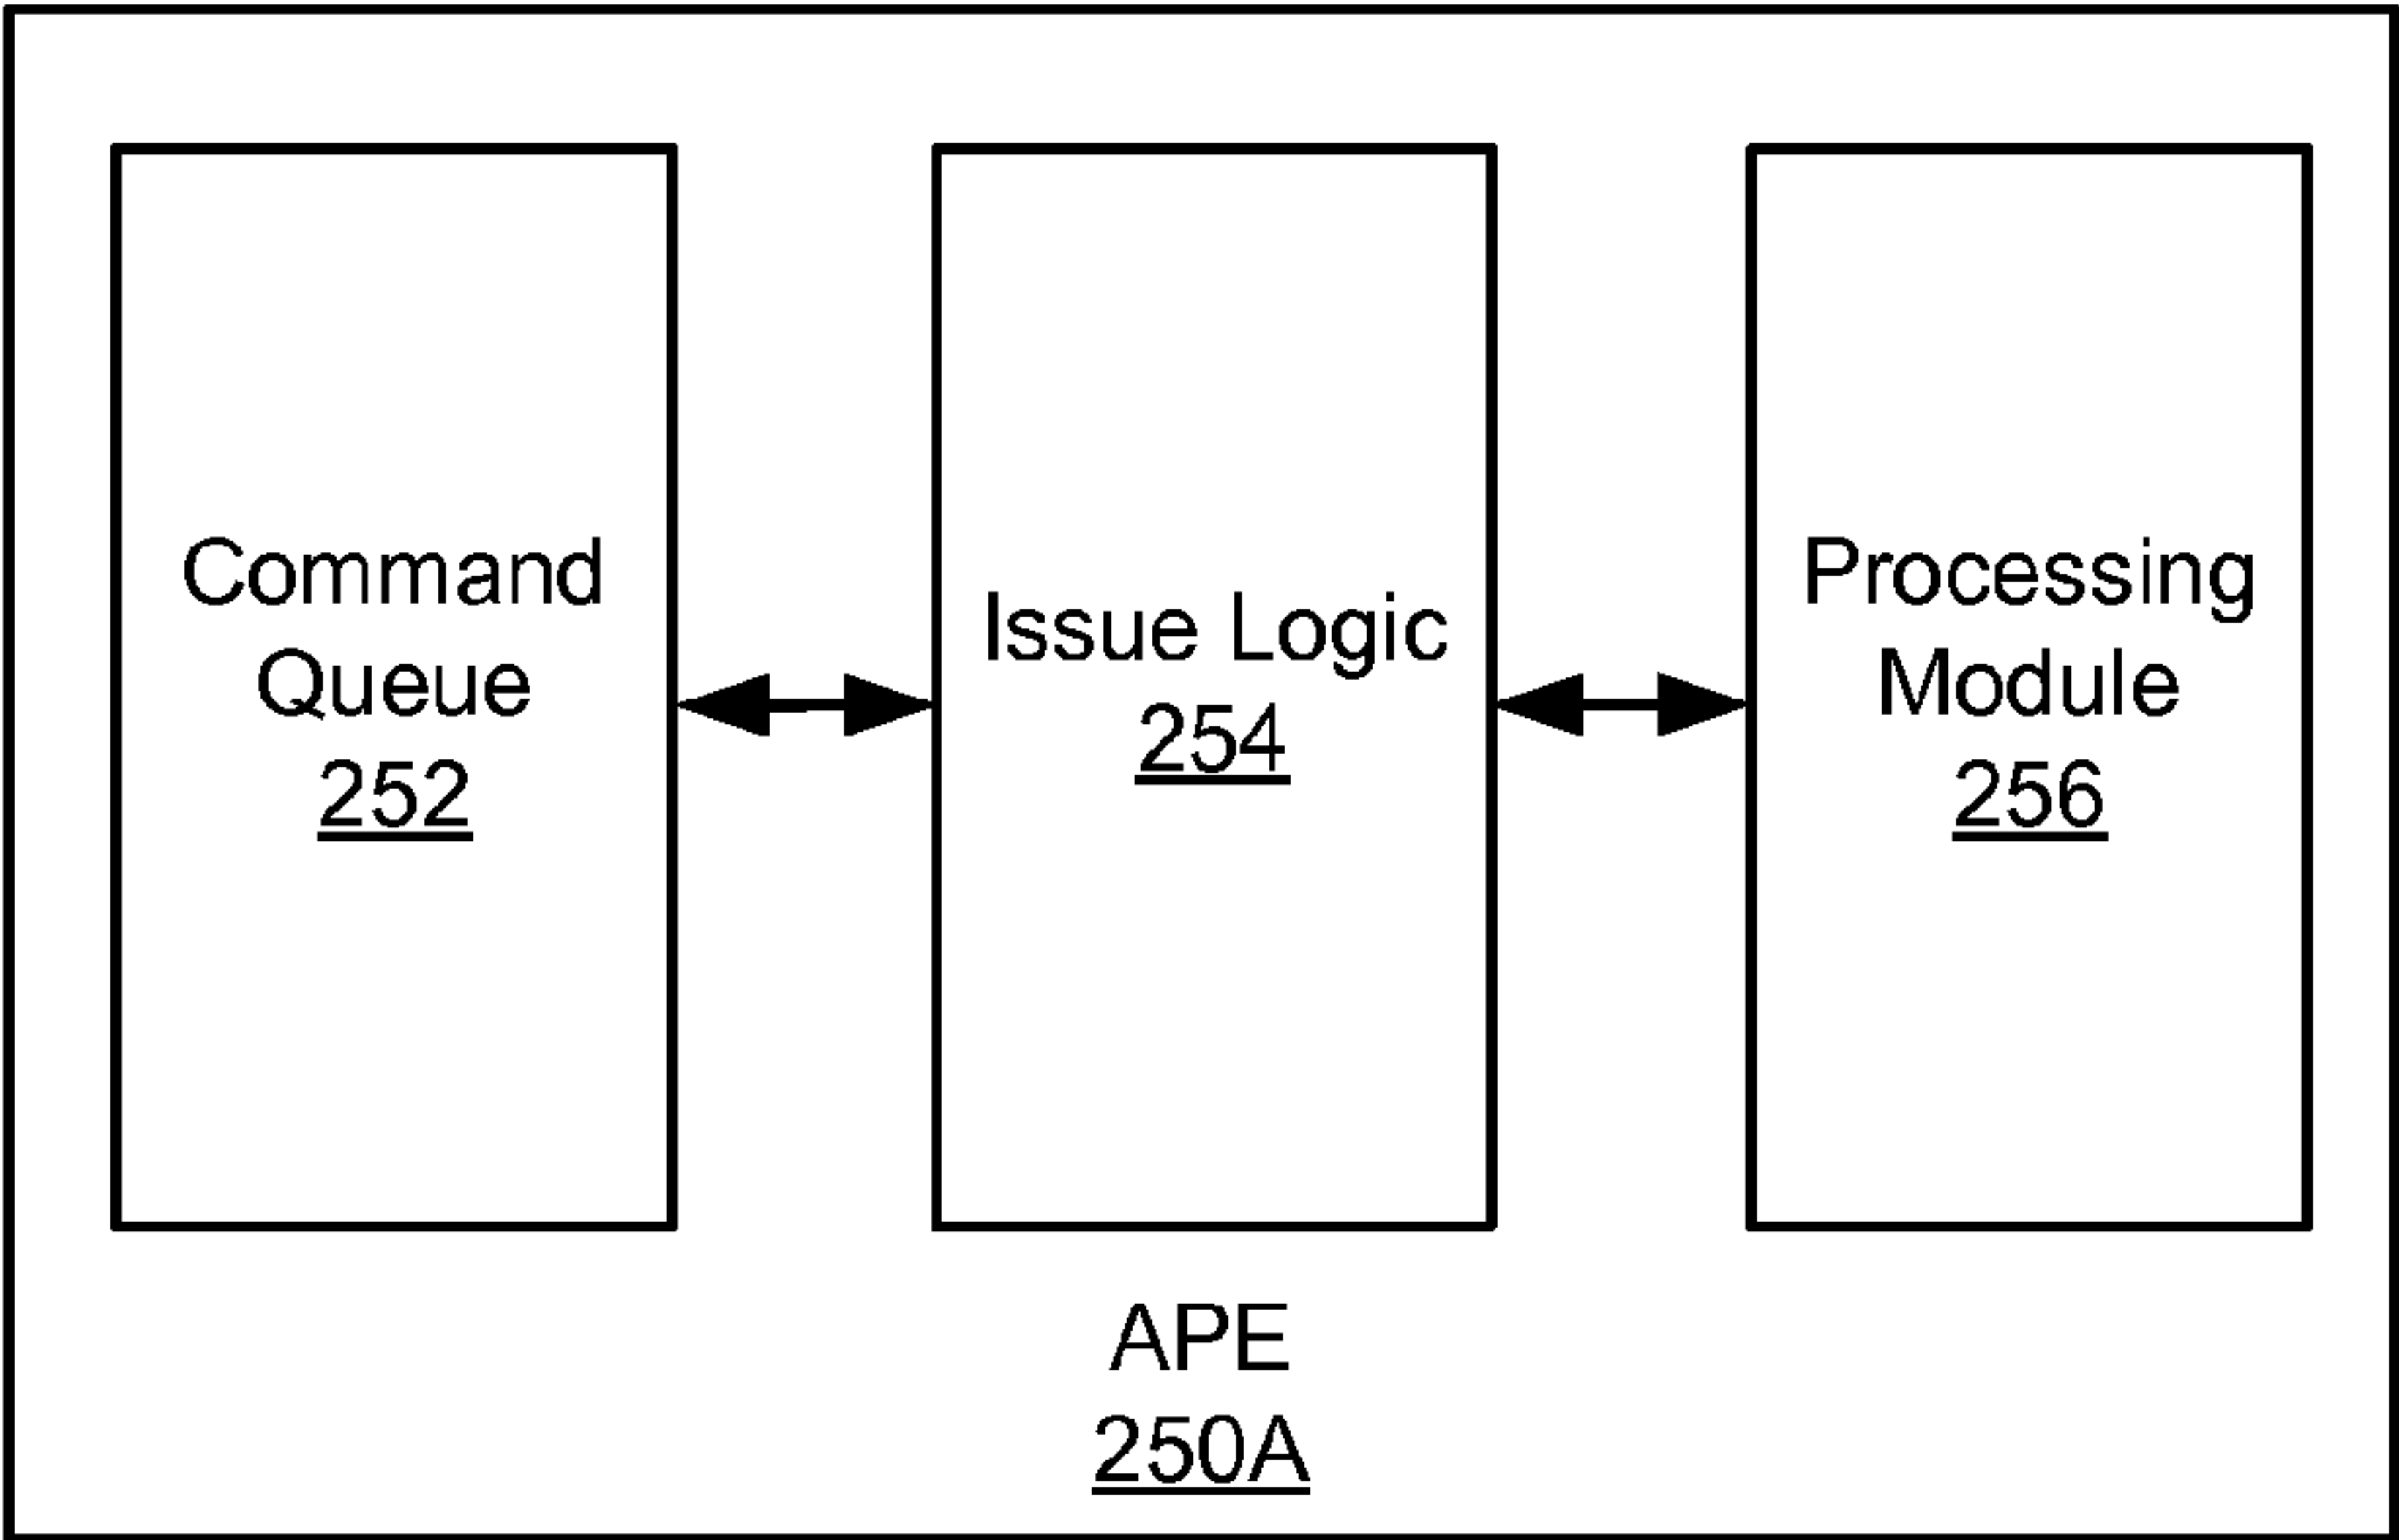 Command
Queue
252
Issue Logic
254
Processing
Module
256
APE
250A